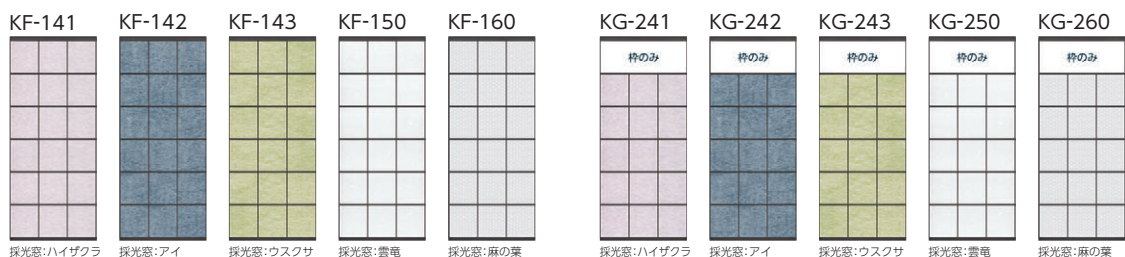 KF-141 KF-142 KF-143 KF-150 KF-160 KG-241 KG-242 KG-243 KG-250 KG-260
枠のみ 枠のみ 枠のみ 枠のみ 枠のみ
採光窓:ハイザクラ 採光窓:アイ 採光窓:ウスクサ 採光窓:雲竜 採光窓:麻の葉 採光窓:ハイザクラ 採光窓:アイ 採光窓:ウスクサ 採光窓:雲竜 採光窓:麻の葉